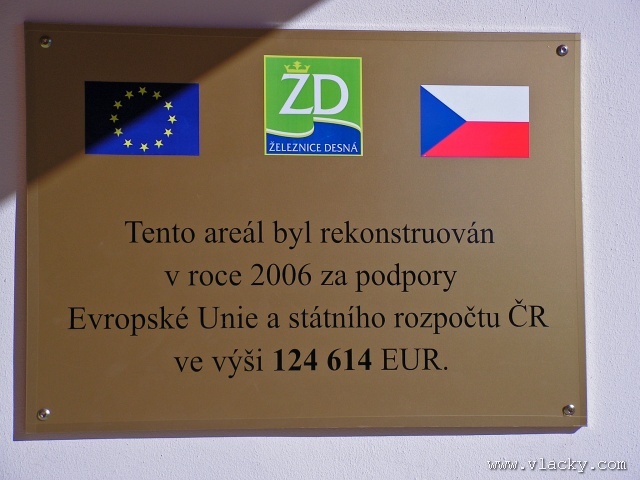 ŽD
ŽELEZNICE DESNÁ
Tento areál byl rekonstruován
v roce 2006 za podpory
Evropské Unie a státního rozpočtu ČR
ve výši 124 614 EUR.
www.vlacky.com